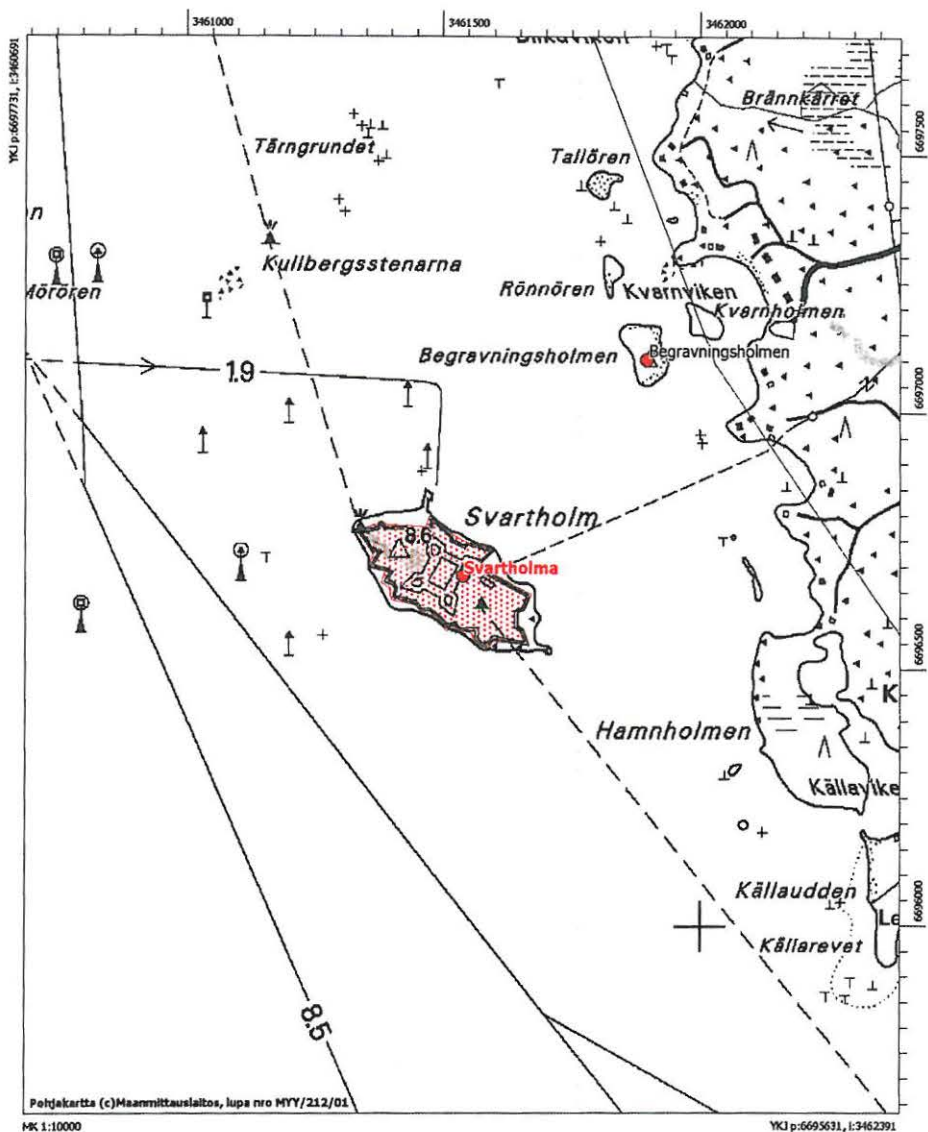 3461000
3461500
3462000
YKJ p:6697731, l:3460691
Brännkärret
6697500
Tärngrundet
Tallören
n
Kullbergsstenarna
Mörören
Rönnören
Kvarnviken
Kvarnholmen
Begravningsholmen
Begravningsholmen
1.9
6697000
Svartholm
8.6
Svartholma
6696500
K
Hamnholmen
Källavike
Källaudden
6696000
Le
Källarevet
8.5
Pohjakartta (c)Maanmittauslaitos, lupa nro MYY/212/01
MK 1:10000
YKJ p:6695631, l:3462391